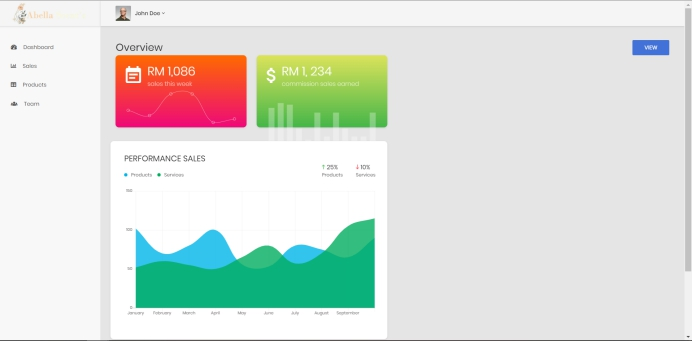 Abella
John Doe
Dashboard
Sales
Products
Team
Overview
VIEW
RM 1,086
sales this week
RM 1, 234
commission sales earned
PERFORMANCE SALES
Products Services
↑ 25%
Products
↓ 10%
Services
150
100
50
0
January February March April May June July August September